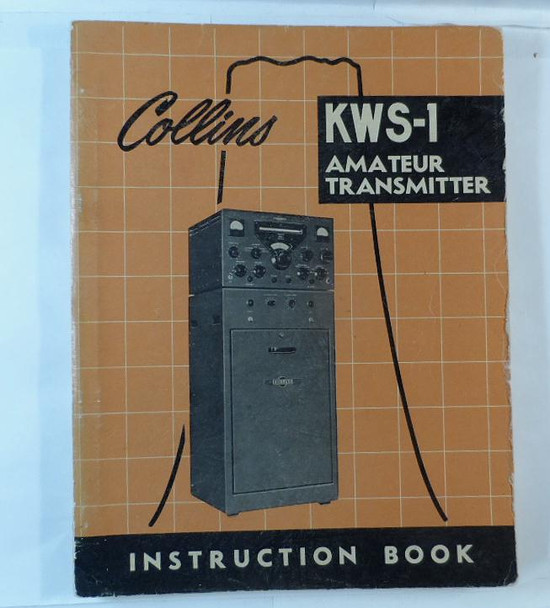 Collins
KWS-1
AMATEUR
TRANSMITTER
INSTRUCTION BOOK